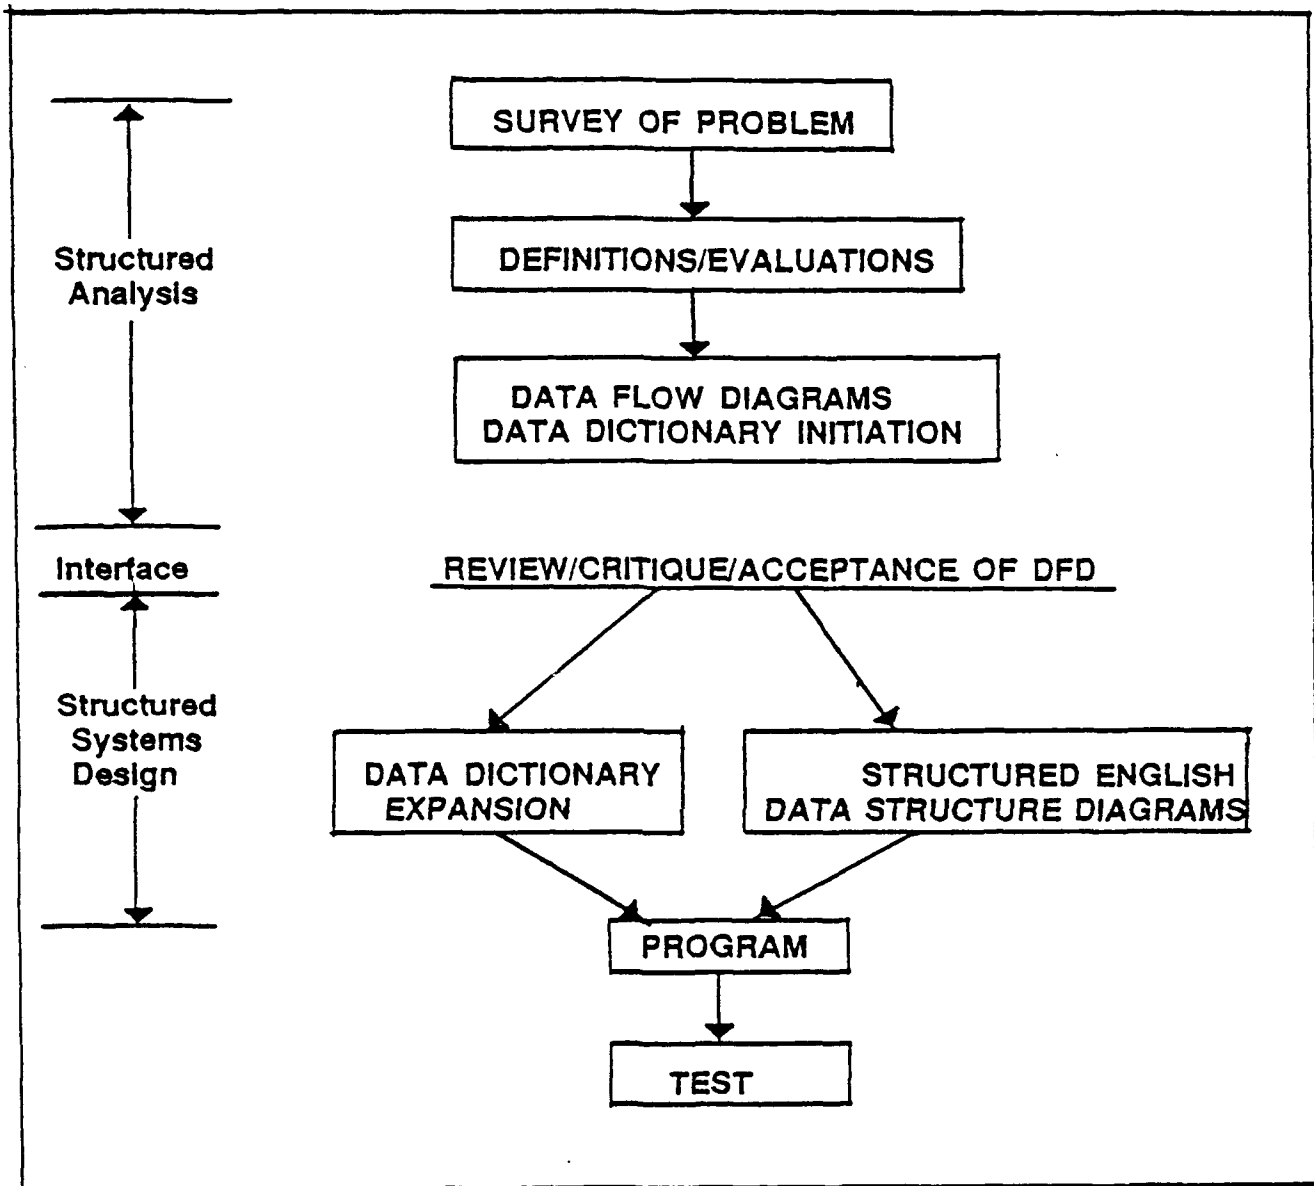 SURVEY OF PROBLEM
DEFINITIONS/EVALUATIONS
Structured
Analysis
DATA FLOW DIAGRAMS
DATA DICTIONARY INITIATION
Interface
REVIEW/CRITIQUE/ACCEPTANCE OF DFD
Structured
Systems
Design
DATA DICTIONARY
EXPANSION
STRUCTURED ENGLISH
DATA STRUCTURE DIAGRAMS
PROGRAM
TEST